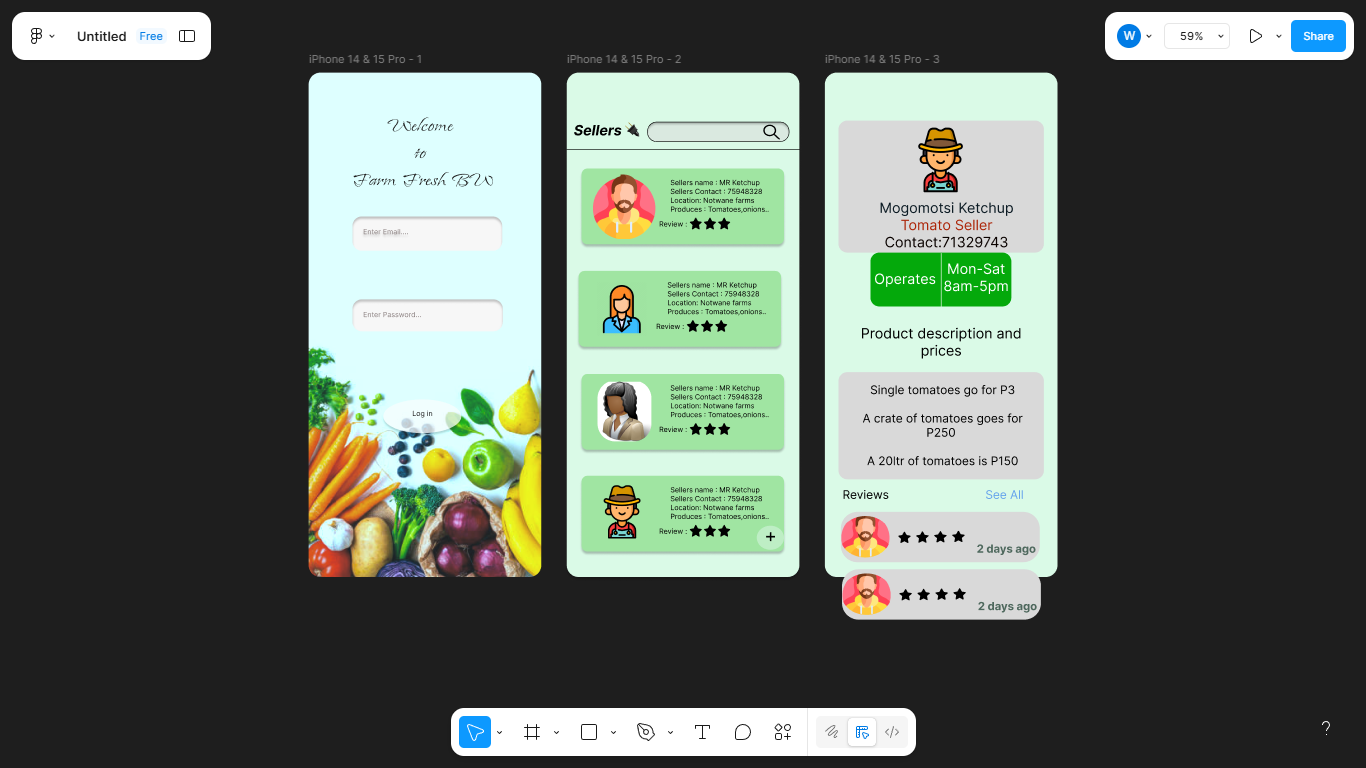 Untitled Free
W 59% Share
iPhone 14 & 15 Pro - 1
Welcome
to
Farm Fresh BW
Enter Email....
Enter Password...
Log in
iPhone 14 & 15 Pro - 2
Sellers
Sellers name : MR Ketchup
Sellers Contact : 75948328
Location: Notwane farms
Produces : Tomatoes,onions..
Review :
Sellers name : MR Ketchup
Sellers Contact : 75948328
Location: Notwane farms
Produces : Tomatoes,onions..
Review :
Sellers name : MR Ketchup
Sellers Contact : 75948328
Location: Notwane farms
Produces : Tomatoes,onions..
Review :
Sellers name : MR Ketchup
Sellers Contact : 75948328
Location: Notwane farms
Produces : Tomatoes,onions..
Review :
+
iPhone 14 & 15 Pro - 3
Mogomotsi Ketchup
Tomato Seller
Contact:71329743
Operates
Mon-Sat
8am-5pm
Product description and
prices
Single tomatoes go for P3
A crate of tomatoes goes for
P250
A 20ltr of tomatoes is P150
Reviews See All
2 days ago
2 days ago
?